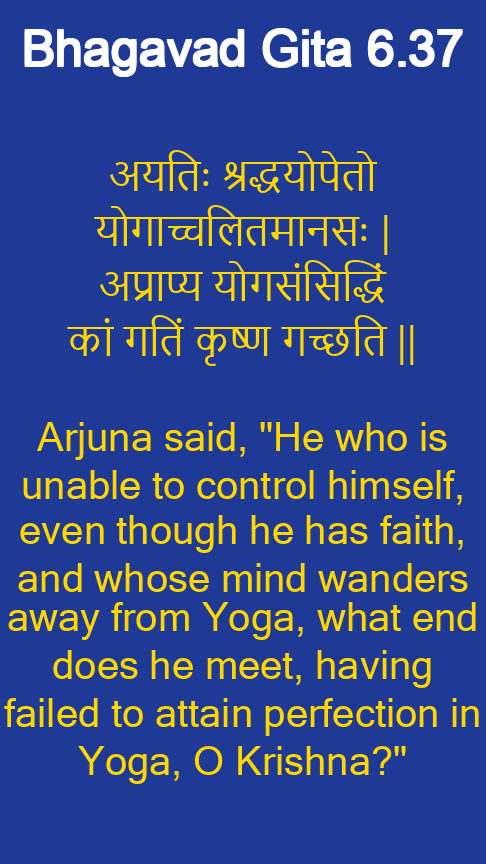 Bhagavad Gita 6.37
अयतिः श्रद्धयोपेतो
योगाच्चलितमानसः |
अप्राप्य योगसंसिद्धिं
कां गतिं कृष्ण गच्छति ||
Arjuna said, "He who is
unable to control himself,
even though he has faith,
and whose mind wanders
away from Yoga, what end
does he meet, having
failed to attain perfection in
Yoga, O Krishna?"